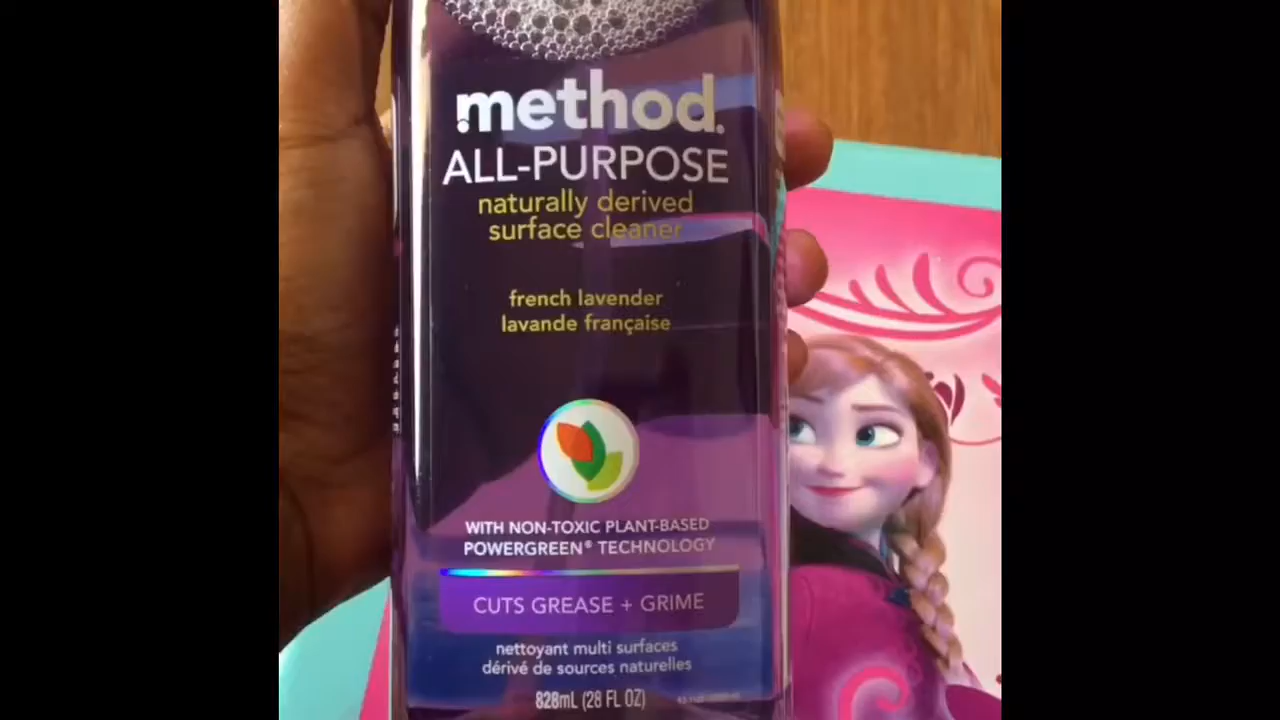 method.
ALL-PURPOSE
naturally derived
surface cleaner
french lavender
lavande française
WITH NON-TOXIC PLANT-BASED
POWERGREEN® TECHNOLOGY
CUTS GREASE + GRIME
nettoyant multi surfaces
dérivé de sources naturelles
828mL (28 FL OZ)